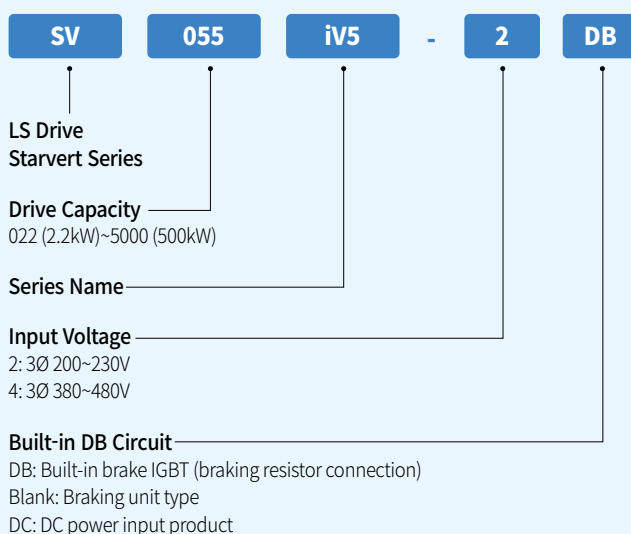 SV 055 iV5 - 2 DB
LS Drive
Starvert Series
Drive Capacity
022 (2.2kW)~5000 (500kW)
Series Name
Input Voltage
2: 3Ø 200~230V
4: 3Ø 380~480V
Built-in DB Circuit
DB: Built-in brake IGBT (braking resistor connection)
Blank: Braking unit type
DC: DC power input product